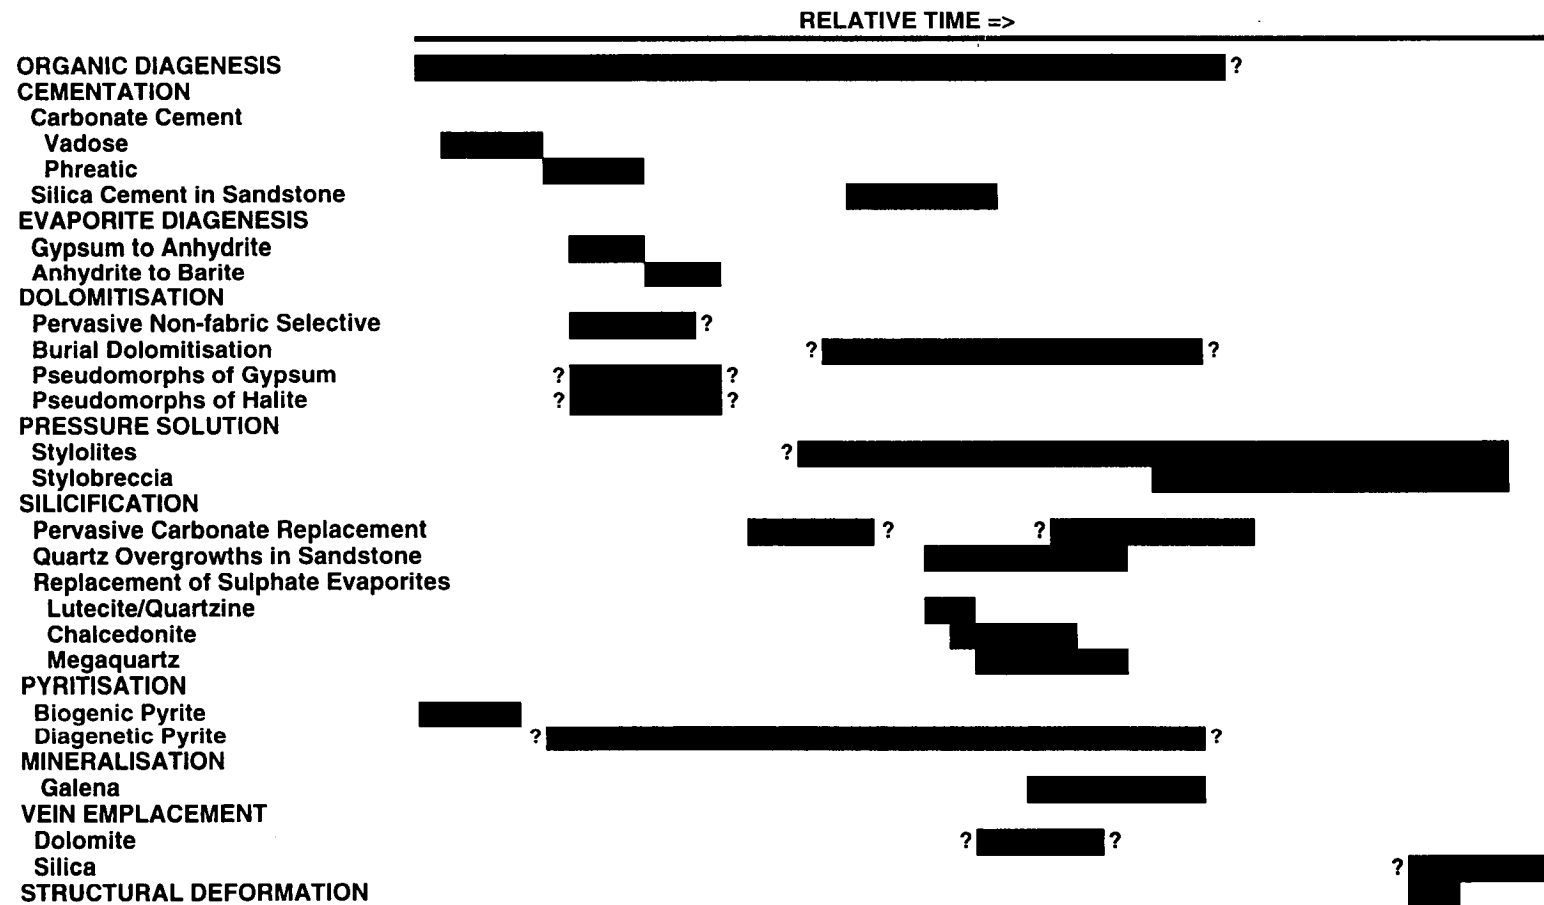 RELATIVE TIME =>
ORGANIC DIAGENESIS ?
CEMENTATION
Carbonate Cement
Vadose
Phreatic
Silica Cement in Sandstone
EVAPORITE DIAGENESIS
Gypsum to Anhydrite
Anhydrite to Barite
DOLOMITISATION
Pervasive Non-fabric Selective ?
Burial Dolomitisation ? ?
Pseudomorphs of Gypsum ? ?
Pseudomorphs of Halite ? ?
PRESSURE SOLUTION
Stylolites ?
Stylobreccia
SILICIFICATION
Pervasive Carbonate Replacement ? ?
Quartz Overgrowths in Sandstone
Replacement of Sulphate Evaporites
Lutecite/Quartzine
Chalcedonite
Megaquartz
PYRITISATION
Biogenic Pyrite
Diagenetic Pyrite ? ?
MINERALISATION
Galena
VEIN EMPLACEMENT
Dolomite ? ?
Silica ?
STRUCTURAL DEFORMATION